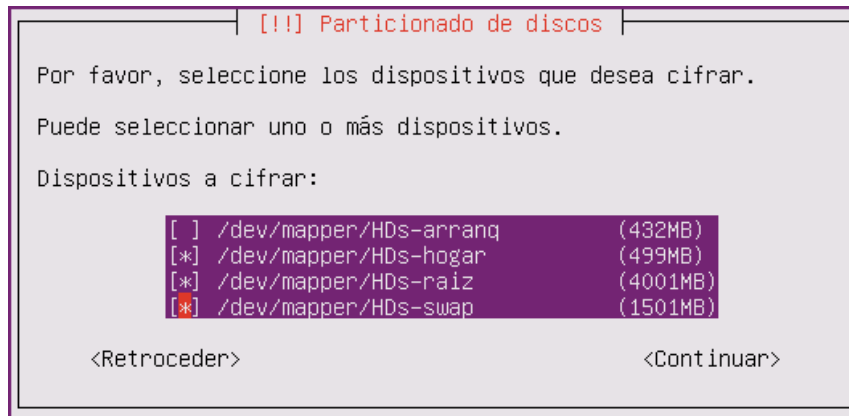 [!!] Particionado de discos
Por favor, seleccione los dispositivos que desea cifrar.
Puede seleccionar uno o más dispositivos.
Dispositivos a cifrar:
[ ] /dev/mapper/HDs-arranq (432MB)
[*] /dev/mapper/HDs-hogar (499MB)
[*] /dev/mapper/HDs-raiz (4001MB)
[*] /dev/mapper/HDs-swap (1501MB)
<Retroceder> <Continuar>